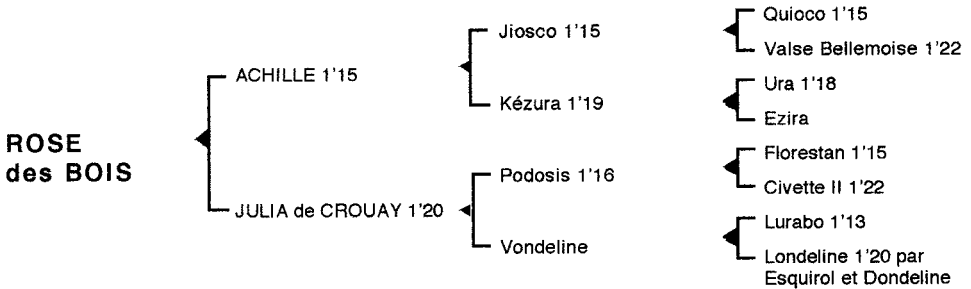 ROSE
des BOIS
ACHILLE 1'15
JULIA de CROUAY 1'20
Jiosco 1'15
Kézura 1'19
Podosis 1'16
Vondeline
Quioco 1'15
Valse Bellemoise 1'22
Ura 1'18
Ezira
Florestan 1'15
Civette II 1'22
Lurabo 1'13
Londeline 1'20 par
Esquirol et Dondeline